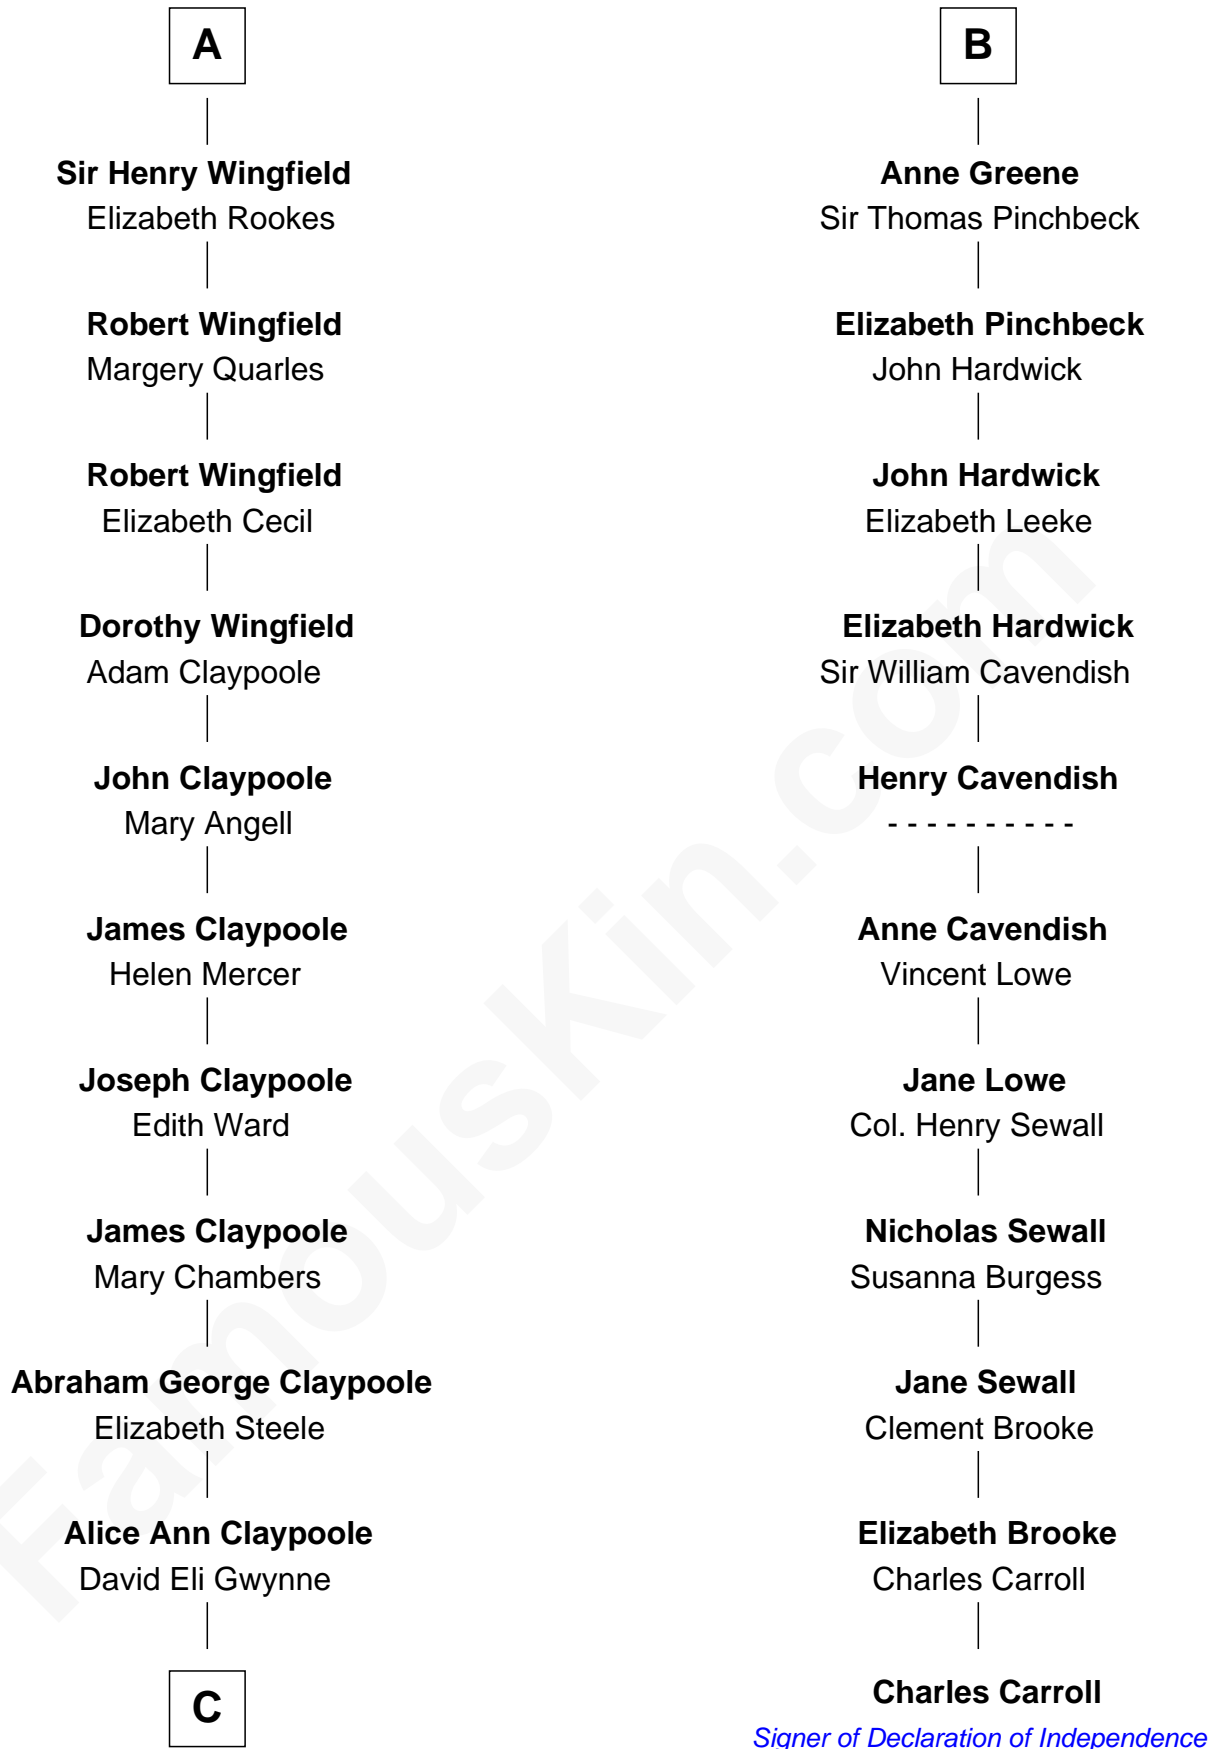 A
Sir Henry Wingfield
Elizabeth Rookes
Robert Wingfield
Margery Quarles
Robert Wingfield
Elizabeth Cecil
Dorothy Wingfield
Adam Claypoole
John Claypoole
Mary Angell
James Claypoole
Helen Mercer
Joseph Claypoole
Edith Ward
James Claypoole
Mary Chambers
Abraham George Claypoole
Elizabeth Steele
Alice Ann Claypoole
David Eli Gwynne
C
B
Anne Greene
Sir Thomas Pinchbeck
Elizabeth Pinchbeck
John Hardwick
John Hardwick
Elizabeth Leeke
Elizabeth Hardwick
Sir William Cavendish
Henry Cavendish
- - - - - - - - - -
Anne Cavendish
Vincent Lowe
Jane Lowe
Col. Henry Sewall
Nicholas Sewall
Susanna Burgess
Jane Sewall
Clement Brooke
Elizabeth Brooke
Charles Carroll
Charles Carroll
Signer of Declaration of Independence
FamousKin.com